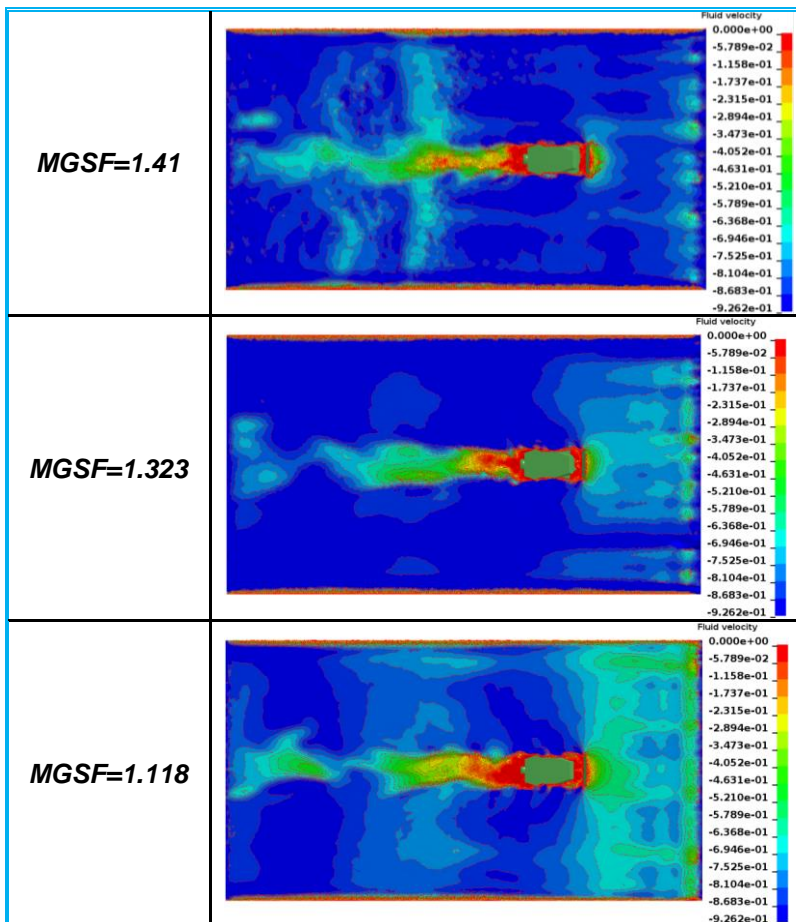 Fluid velocity
0.000e+00
-5.789e-02
-1.158e-01
-1.737e-01
-2.315e-01
-2.894e-01
MGSF=1.41
-3.473e-01
-4.052e-01
-4.631e-01
-5.210e-01
-5.789e-01
-6.368e-01
-6.946e-01
-7.525e-01
-8.104e-01
-8.683e-01
-9.262e-01
Fluid velocity
0.000e+00
-5.789e-02
-1.158e-01
-1.737e-01
-2.315e-01
-2.894e-01
-3.473e-01
MGSF=1.323
-4.052e-01
-4.631e-01
-5.210e-01
-5.789e-01
-6.368e-01
-6.946e-01
-7.525e-01
-8.104e-01
-8.683e-01
-9.262e-01
Fluid velocity
0.000e+00
-5.789e-02
-1.158e-01
-1.737e-01
-2.315e-01
-2.894e-01
-3.473e-01
MGSF=1.118
-4.052e-01
-4.631e-01
-5.210e-01
-5.789e-01
-6.368e-01
-6.946e-01
-7.525e-01
-8.104e-01
-8.683e-01
-9.262e-01